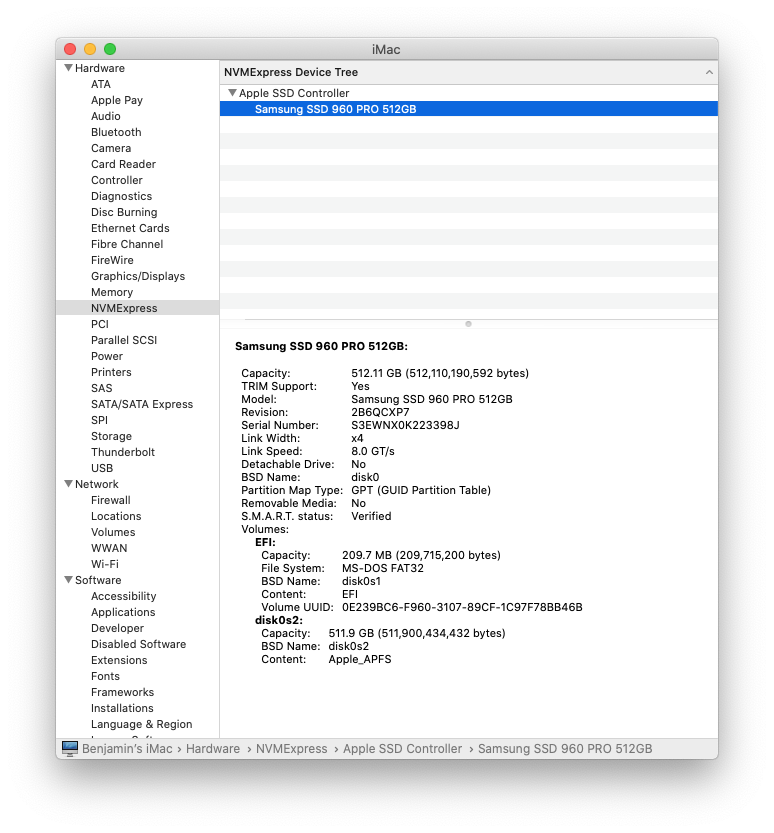 iMac
Hardware
ATA
Apple Pay
Audio
Bluetooth
Camera
Card Reader
Controller
Diagnostics
Disc Burning
Ethernet Cards
Fibre Channel
FireWire
Graphics/Displays
Memory
NVMExpress
PCI
Parallel SCSI
Power
Printers
SAS
SATA/SATA Express
SPI
Storage
Thunderbolt
USB
Network
Firewall
Locations
Volumes
WWAN
Wi-Fi
Software
Accessibility
Applications
Developer
Disabled Software
Extensions
Fonts
Frameworks
Installations
Language & Region
NVMExpress Device Tree
Apple SSD Controller
Samsung SSD 960 PRO 512GB
Samsung SSD 960 PRO 512GB:
Capacity: 512.11 GB (512,110,190,592 bytes)
TRIM Support: Yes
Model: Samsung SSD 960 PRO 512GB
Revision: 2B6QCXP7
Serial Number: S3EWNX0K223398J
Link Width: x4
Link Speed: 8.0 GT/s
Detachable Drive: No
BSD Name: disk0
Partition Map Type: GPT (GUID Partition Table)
Removable Media: No
S.M.A.R.T. status: Verified
Volumes:
EFI:
Capacity: 209.7 MB (209,715,200 bytes)
File System: MS-DOS FAT32
BSD Name: disk0s1
Content: EFI
Volume UUID: 0E239BC6-F960-3107-89CF-1C97F78BB46B
disk0s2:
Capacity: 511.9 GB (511,900,434,432 bytes)
BSD Name: disk0s2
Content: Apple_APFS
Benjamin's iMac › Hardware › NVMExpress › Apple SSD Controller › Samsung SSD 960 PRO 512GB